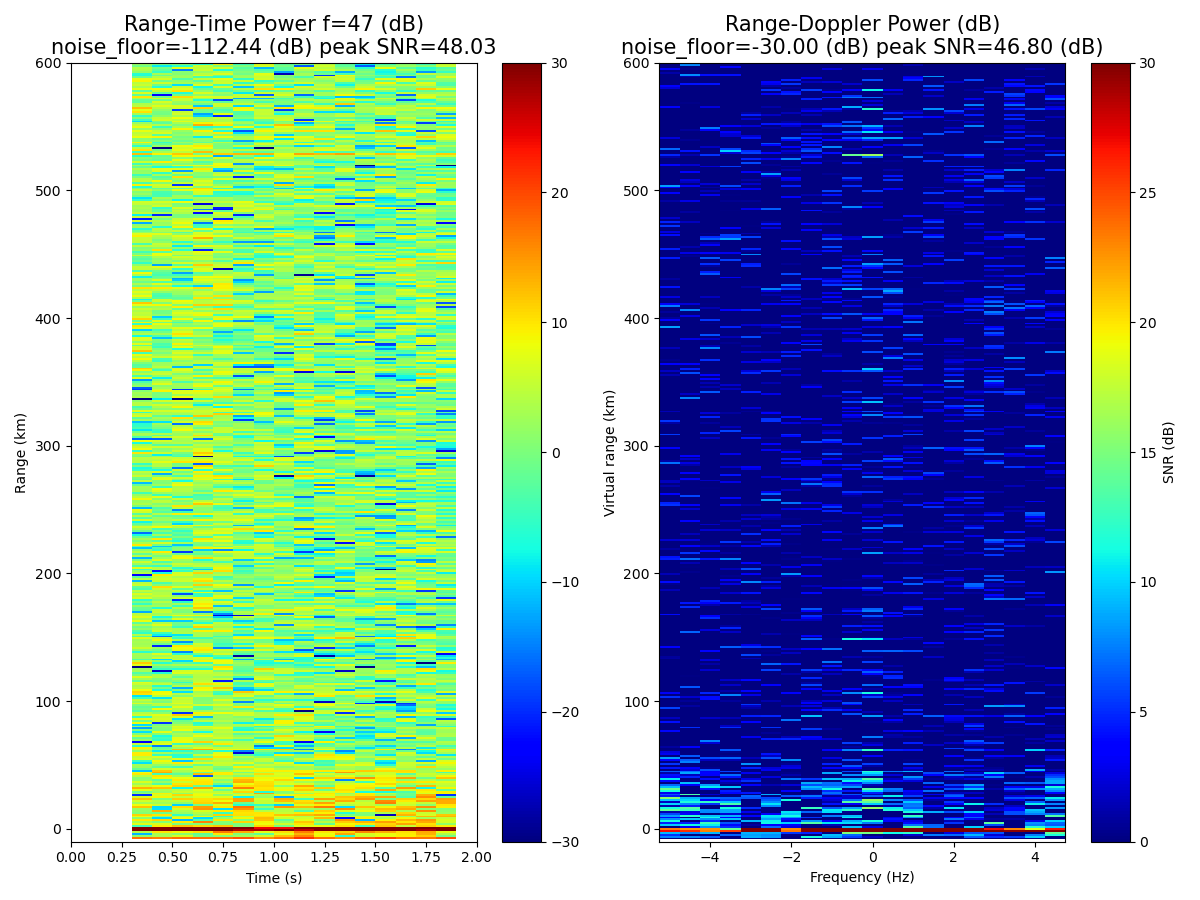 Range-Time Power f=47 (dB)
noise_floor=-112.44 (dB) peak SNR=48.03
Range-Doppler Power (dB)
noise_floor=-30.00 (dB) peak SNR=46.80 (dB)
600
500
400
300
200
100
0
Range (km)
0.00 0.25 0.50 0.75 1.00 1.25 1.50 1.75 2.00
Time (s)
30
20
10
0
−10
−20
−30
600
500
400
300
200
100
0
Virtual range (km)
−4 −2 0 2 4
Frequency (Hz)
30
25
20
15
10
5
0
SNR (dB)